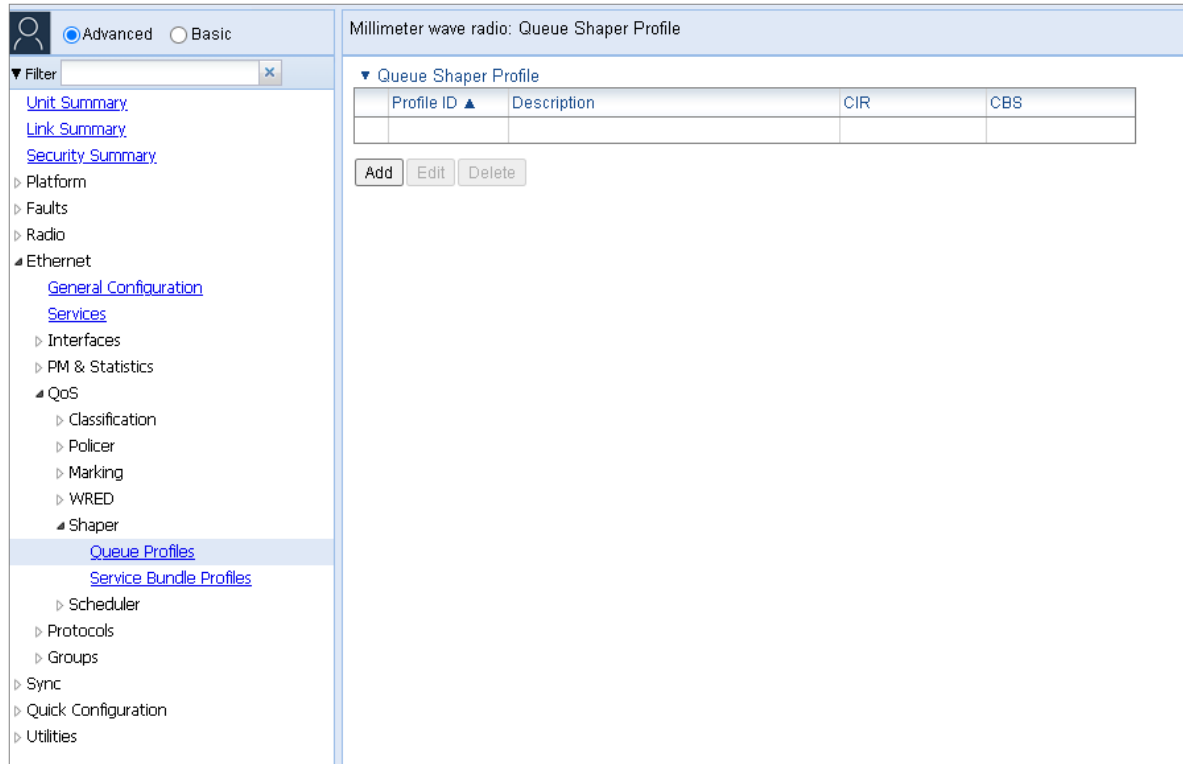 Advanced Basic
Filter
Unit Summary
Link Summary
Security Summary
Platform
Faults
Radio
Ethernet
General Configuration
Services
Interfaces
PM & Statistics
QoS
Classification
Policer
Marking
WRED
Shaper
Queue Profiles
Service Bundle Profiles
Scheduler
Protocols
Groups
Sync
Quick Configuration
Utilities
Millimeter wave radio: Queue Shaper Profile
Queue Shaper Profile
Profile ID ▲ Description CIR CBS
Add Edit Delete